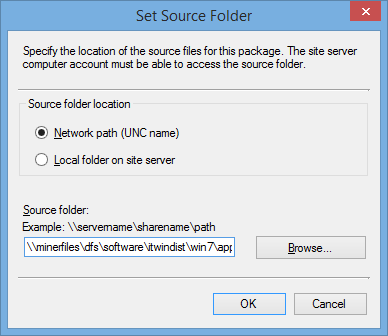 Set Source Folder
Specify the location of the source files for this package. The site server
computer account must be able to access the source folder.
Source folder location
Network path (UNC name)
Local folder on site server
Source folder:
Example: \\servername\sharename\path
\\minerfiles\dfs\software\itwindist\win7\app
Browse...
OK
Cancel